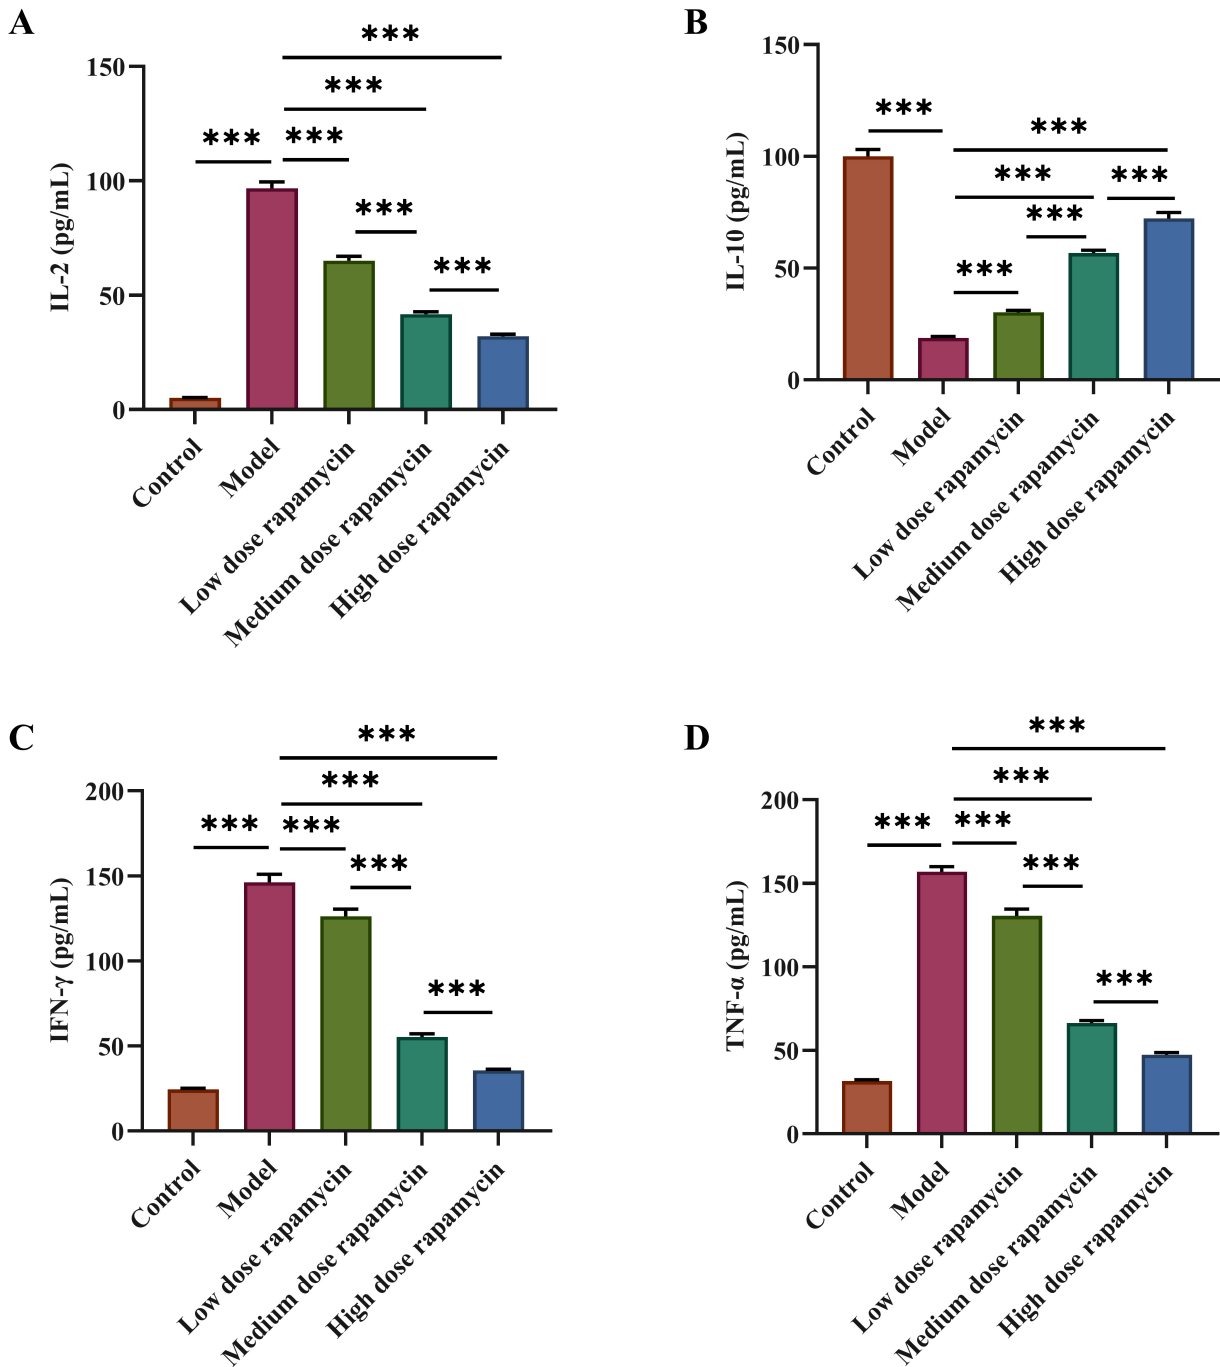 A
***
***
***
***
***
***
150
100
50
0
IL-2 (pg/mL)
Control
Model
Low dose rapamycin
Medium dose rapamycin
High dose rapamycin
B
***
***
***
***
***
***
150
100
50
0
IL-10 (pg/mL)
Control
Model
Low dose rapamycin
Medium dose rapamycin
High dose rapamycin
C
***
***
***
***
***
***
200
150
100
50
0
IFN-γ (pg/mL)
Control
Model
Low dose rapamycin
Medium dose rapamycin
High dose rapamycin
D
***
***
***
***
***
***
200
150
100
50
0
TNF-α (pg/mL)
Control
Model
Low dose rapamycin
Medium dose rapamycin
High dose rapamycin